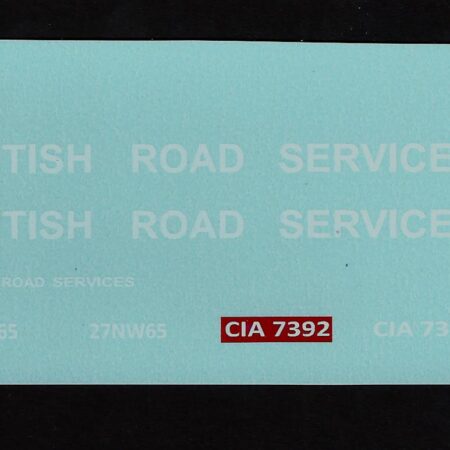 TISH ROAD SERVICE
TISH ROAD SERVICE
ROAD SERVICES
65 27NW65 CIA 7392 CIA 73